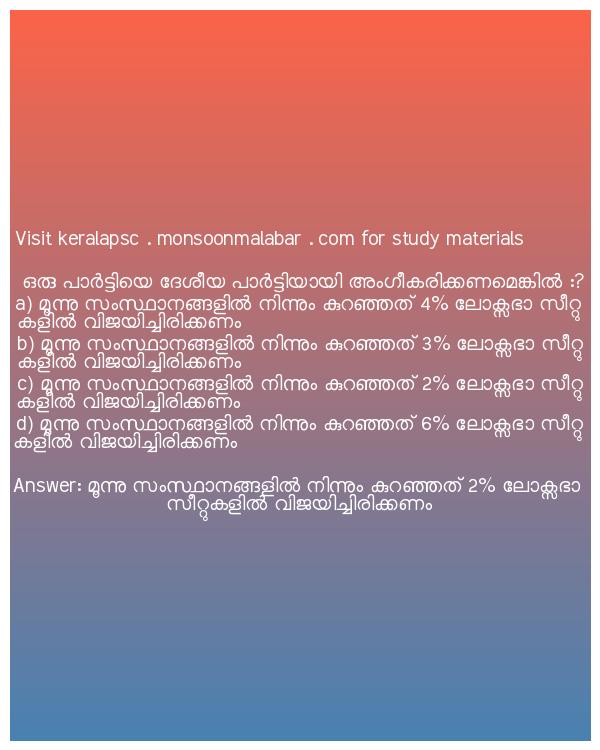 Visit keralapsc . monsoonmalabar . com for study materials
ഒരു പാർട്ടിയെ ദേശീയ പാർട്ടിയായി അംഗീകരിക്കണമെങ്കിൽ :?
a) മൂന്നു സംസ്ഥാനങ്ങളിൽ നിന്നും കുറഞ്ഞത് 4% ലോക്സഭാ സീറ്റു
കളിൽ വിജയിച്ചിരിക്കണം
b) മൂന്നു സംസ്ഥാനങ്ങളിൽ നിന്നും കുറഞ്ഞത് 3% ലോക്സഭാ സീറ്റു
കളിൽ വിജയിച്ചിരിക്കണം
c) മൂന്നു സംസ്ഥാനങ്ങളിൽ നിന്നും കുറഞ്ഞത് 2% ലോക്സഭാ സീറ്റു
കളിൽ വിജയിച്ചിരിക്കണം
d) മൂന്നു സംസ്ഥാനങ്ങളിൽ നിന്നും കുറഞ്ഞത് 6% ലോക്സഭാ സീറ്റു
കളിൽ വിജയിച്ചിരിക്കണം
Answer: മൂന്നു സംസ്ഥാനങ്ങളിൽ നിന്നും കുറഞ്ഞത് 2% ലോക്സഭാ
സീറ്റുകളിൽ വിജയിച്ചിരിക്കണം